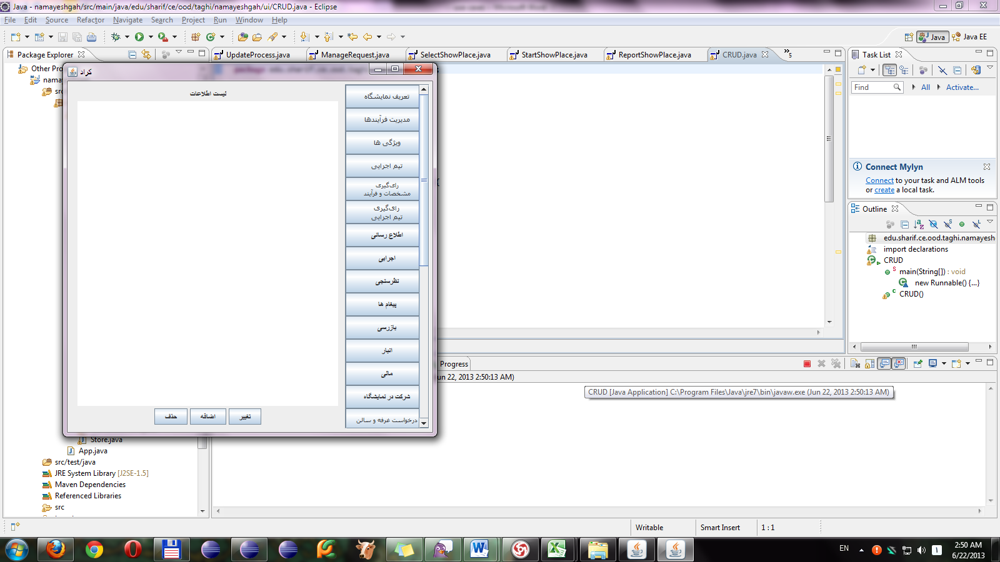 Java - namayeshgah/src/main/java/edu/sharif/ce/ood/taghi/namayeshgah/ui/CRUD.java - Eclipse
File Edit Source Refactor Navigate Search Project Run Window Help
Java Java EE
Package Explorer
UpdateProcess.java ManageRequest.java SelectShowPlace.java StartShowPlace.java ReportShowPlace.java CRUD.java »5
Task List
Find All Activate...
Connect Mylyn
Connect to your task and ALM tools
or create a local task.
Outline
edu.sharif.ce.ood.taghi.namayesh
import declarations
CRUD
main(String[]) : void
new Runnable() {...}
CRUD()
Other Pro
nama
src
کراد
لیست اطلاعات
تعریف نمایشگاه
مدیریت فرآیندها
ویژگی ها
تیم اجرایی
رای‌گیری
مشخصات و فرآیند
رای‌گیری
تیم اجرایی
اطلاع رسانی
اجرایی
نظرسنجی
پیغام ها
بازرسی
انبار
مالی
شرکت در نمایشگاه
درخواست غرفه و سالن
حذف اضافه تغییر
{
Progress
un 22, 2013 2:50:13 AM)
CRUD [Java Application] C:\Program Files\Java\jre7\bin\javaw.exe (Jun 22, 2013 2:50:13 AM)
Store.java
App.java
src/test/java
JRE System Library [J2SE-1.5]
Maven Dependencies
Referenced Libraries
src
Writable Smart Insert 1 : 1
EN
2:50 AM
6/22/2013